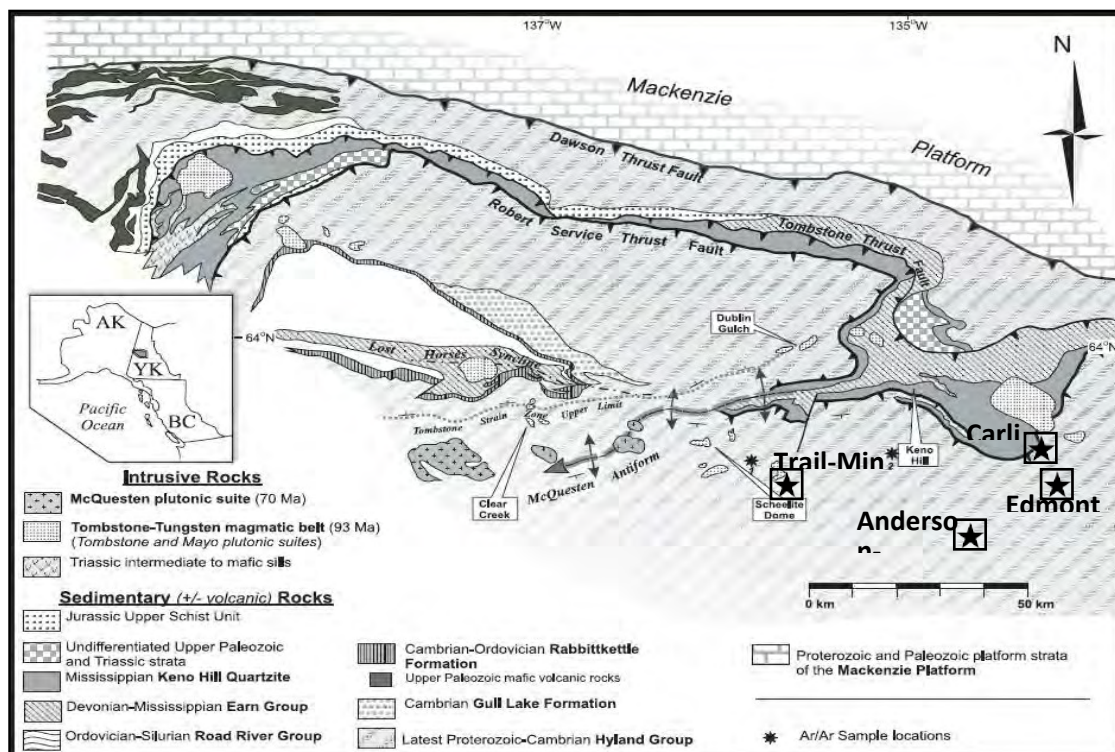 137°W
135°W
N
Mackenzie
Platform
Dawson Thrust Fault
Robert Service Thrust Fault
Tombstone Thrust
Fault
AK
YK
BC
Pacific
Ocean
64°N
64°N
Dublin
Gulch
Lost Horses Syncline
Tombstone Strain Zone Upper Limit
McQuesten Antiform
Clear
Creek
Scheelite
Dome
Keno
Hill
1
2
Carli
Trail-Min
Edmont
Anderso
n-
0 km
50 km
Intrusive Rocks
McQuesten plutonic suite (70 Ma)
Tombstone-Tungsten magmatic belt (93 Ma)
(Tombstone and Mayo plutonic suites)
Triassic intermediate to mafic sills
Sedimentary (+/- volcanic) Rocks
Jurassic Upper Schist Unit
Undifferentiated Upper Paleozoic
and Triassic strata
Mississippian Keno Hill Quartzite
Devonian-Mississippian Earn Group
Ordovician-Silurian Road River Group
Cambrian-Ordovician Rabbittkettle
Formation
Upper Paleozoic mafic volcanic rocks
Cambrian Gull Lake Formation
Latest Proterozoic-Cambrian Hyland Group
Proterozoic and Paleozoic platform strata
of the Mackenzie Platform
Ar/Ar Sample locations